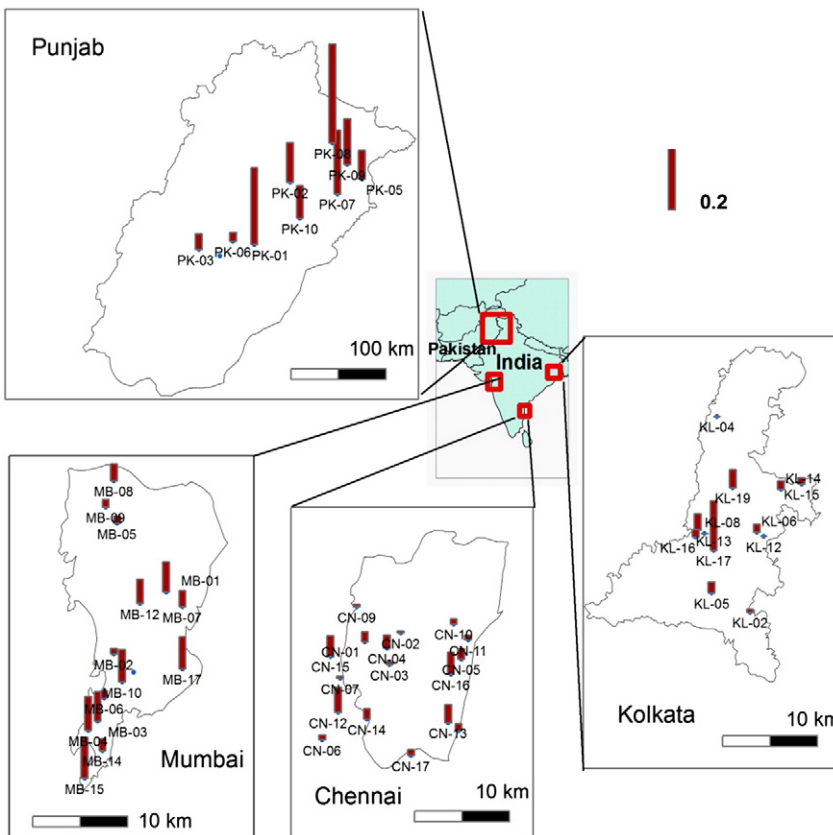 Punjab
PK-08
PK-09
PK-05
PK-02
PK-07
PK-10
PK-06
PK-01
PK-03
100 km
0.2
Pakistan
India
KL-04
KL-14
KL-19
KL-15
KL-08
KL-06
KL-16
KL-13
KL-12
KL-17
KL-05
KL-02
Kolkata
10 km
MB-08
MB-09
MB-05
MB-01
MB-12
MB-07
MB-02
MB-17
MB-10
MB-06
MB-03
MB-04
MB-14
MB-15
Mumbai
10 km
CN-09
CN-10
CN-02
CN-01
CN-11
CN-04
CN-15
CN-03
CN-05
CN-16
CN-07
CN-12
CN-14
CN-13
CN-06
CN-17
Chennai
10 km